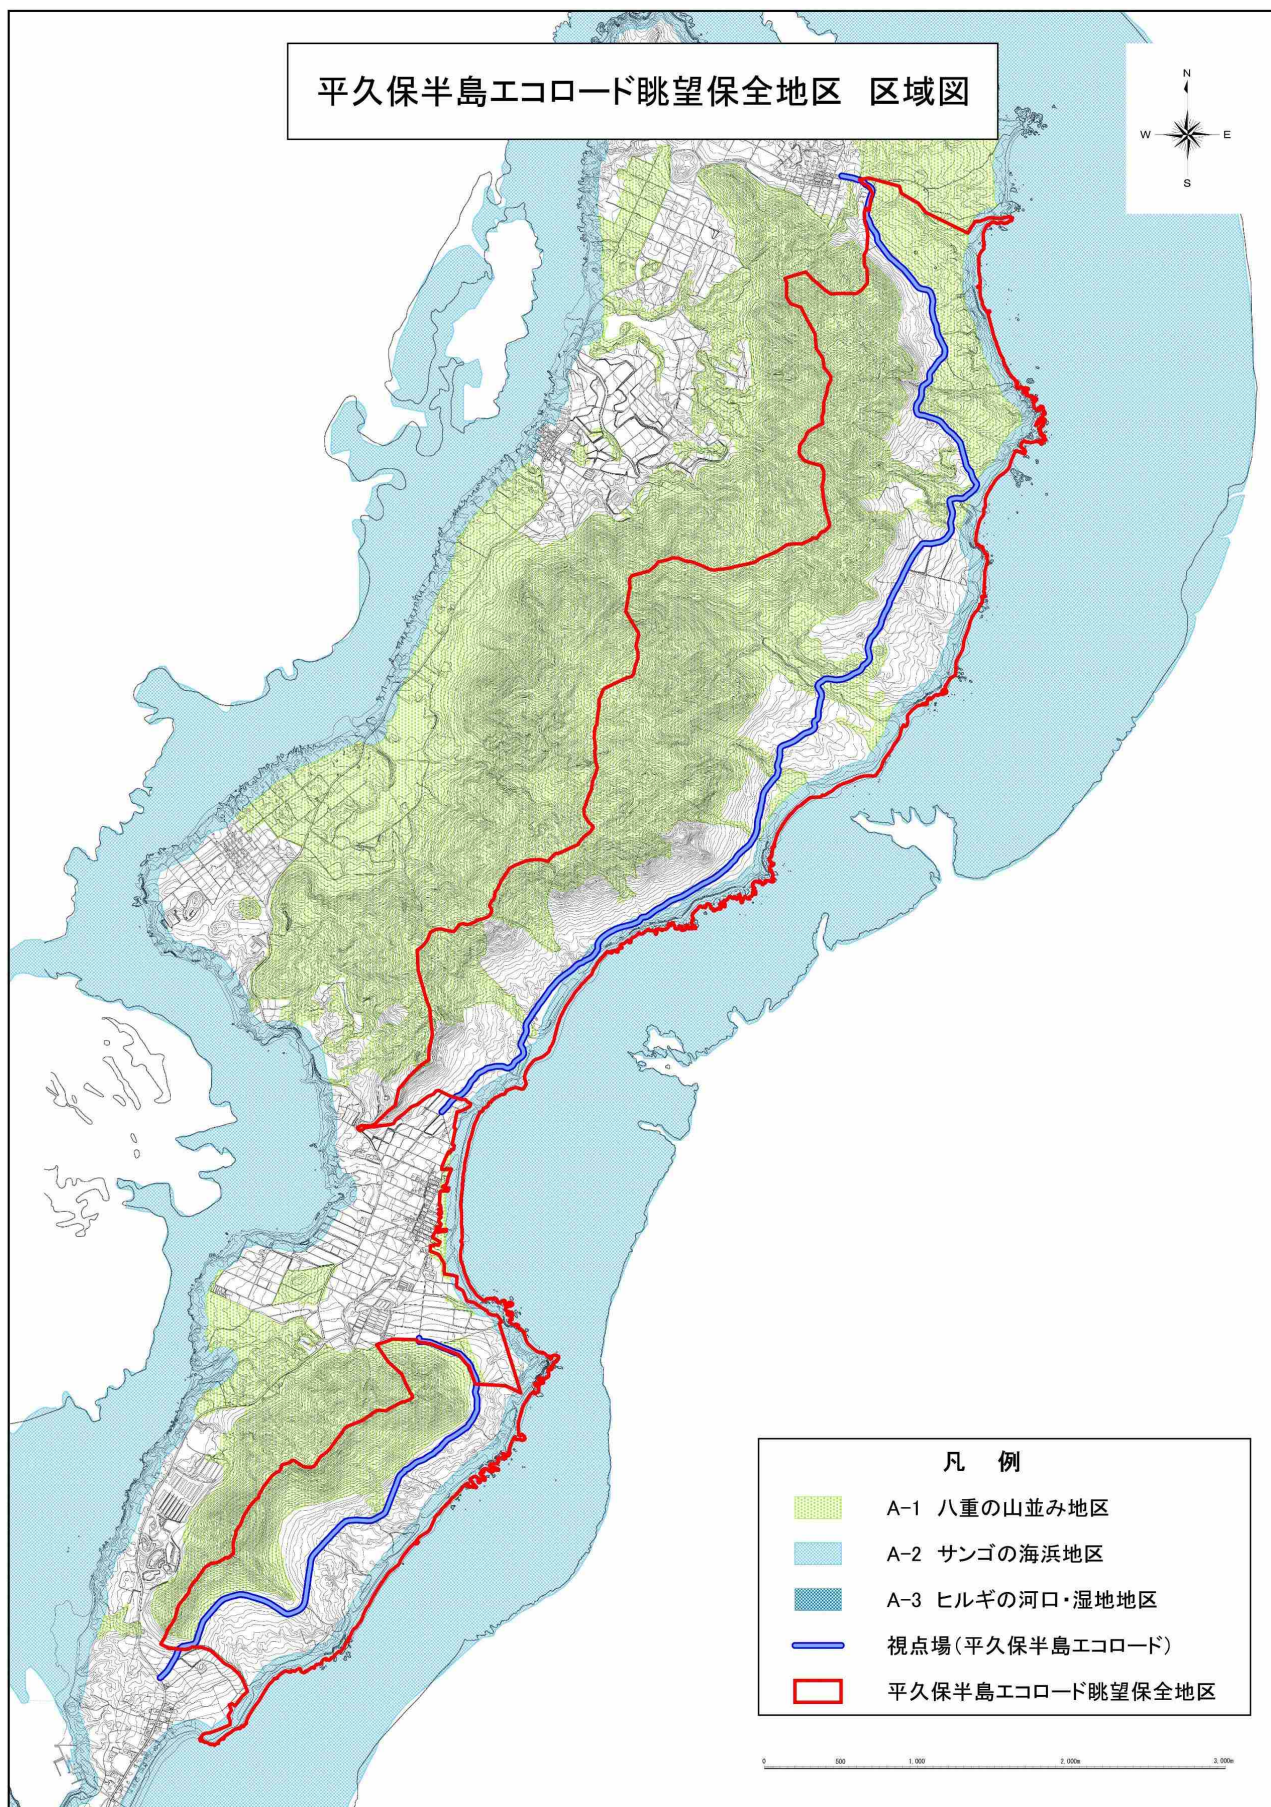 平久保半島エコロード眺望保全地区 区域図
N
W E
S
凡 例
A-1 八重の山並み地区
A-2 サンゴの海浜地区
A-3 ヒルギの河口・湿地地区
視点場(平久保半島エコロード)
平久保半島エコロード眺望保全地区
0 500 1,000 2,000m 3,000m